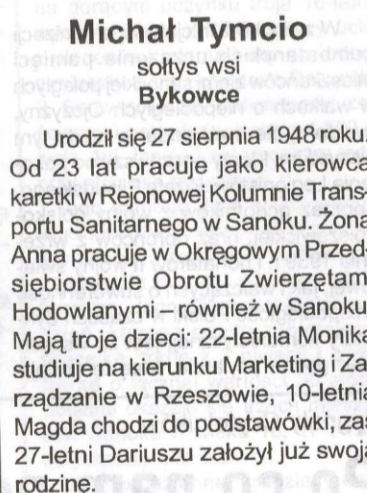 Michał Tymcio
sołtys wsi
Bykowce
Urodził się 27 sierpnia 1948 roku.
Od 23 lat pracuje jako kierowca
karetki w Rejonowej Kolumnie Trans-
portu Sanitarnego w Sanoku. Żona
Anna pracuje w Okręgowym Przed-
siębiorstwie Obrotu Zwierzętam
Hodowlanymi – również w Sanoku
Mają troje dzieci: 22-letnia Monika
studiuje na kierunku Marketing i Za
rządzanie w Rzeszowie, 10-letnia
Magda chodzi do podstawówki, zaś
27-letni Dariuszu założył już swoją
rodzinę.